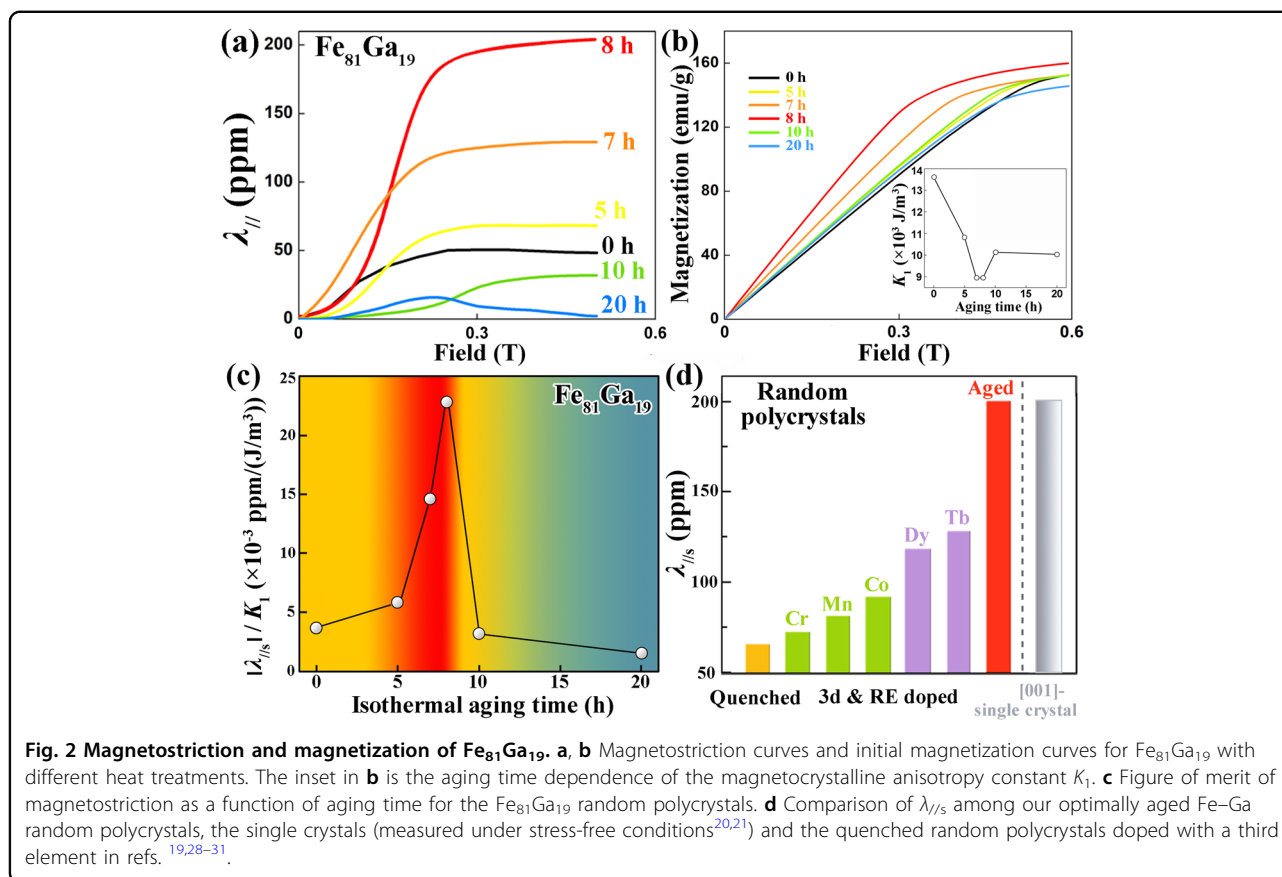 (a)
Fe₈₁Ga₁₉
200
150
100
50
0
λ// (ppm)
8 h
7 h
5 h
0 h
10 h
20 h
0
0.3
0.6
Field (T)
(b)
160
120
80
40
0
Magnetization (emu/g)
0 h
5 h
7 h
8 h
10 h
20 h
14
13
12
11
10
9
K₁ (×10³ J/m³)
0
5
10
15
20
Aging time (h)
0
0.3
0.6
Field (T)
(c)
Fe₈₁Ga₁₉
25
20
15
10
5
0
|λ//s| / K₁ (×10⁻³ ppm/(J/m³))
0
5
10
15
20
Isothermal aging time (h)
(d)
Random
polycrystals
200
150
100
50
λ//s (ppm)
Cr
Mn
Co
Dy
Tb
Aged
Quenched
3d & RE doped
[001]-
single crystal
Fig. 2 Magnetostriction and magnetization of Fe₈₁Ga₁₉. a, b Magnetostriction curves and initial magnetization curves for Fe₈₁Ga₁₉ with
different heat treatments. The inset in b is the aging time dependence of the magnetocrystalline anisotropy constant K₁. c Figure of merit of
magnetostriction as a function of aging time for the Fe₈₁Ga₁₉ random polycrystals. d Comparison of λ//s among our optimally aged Fe–Ga
random polycrystals, the single crystals (measured under stress-free conditions²⁰,²¹) and the quenched random polycrystals doped with a third
element in refs. ¹⁹,²⁸⁻³¹.